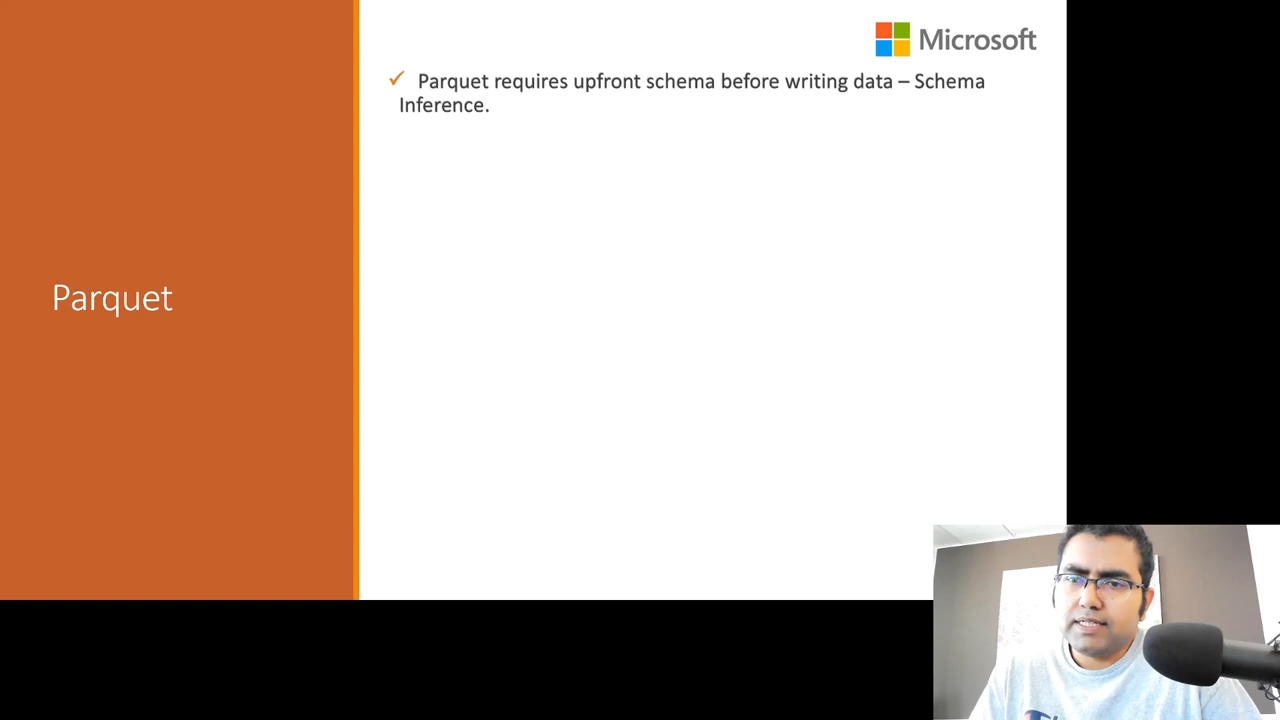 Microsoft
✓ Parquet requires upfront schema before writing data – Schema
Inference.
Parquet